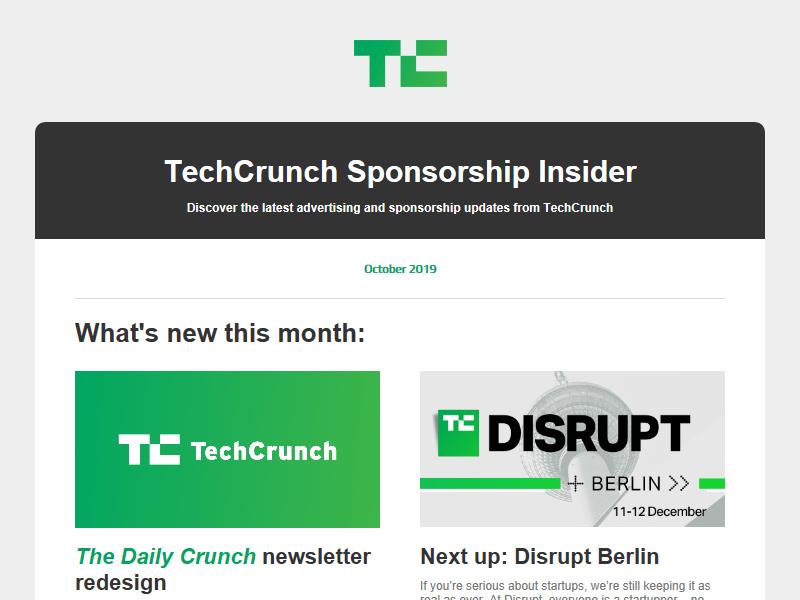 TC
TechCrunch Sponsorship Insider
Discover the latest advertising and sponsorship updates from TechCrunch
October 2019
What's new this month:
TC TechCrunch
The Daily Crunch newsletter
redesign
TC DISRUPT
BERLIN >>
11-12 December
Next up: Disrupt Berlin
If you're serious about startups, we're still keeping it as
real as ever. At Disrupt, everyone is a startupper – no